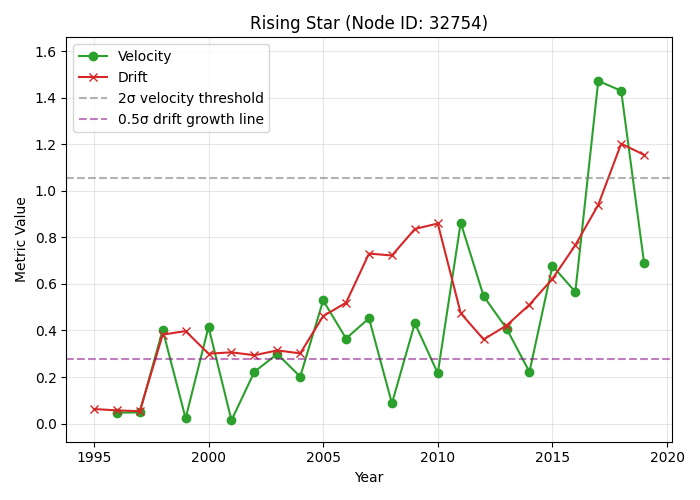 Rising Star (Node ID: 32754)
Velocity
Drift
2σ velocity threshold
0.5σ drift growth line
Metric Value
1.6
1.4
1.2
1.0
0.8
0.6
0.4
0.2
0.0
1995 2000 2005 2010 2015 2020
Year